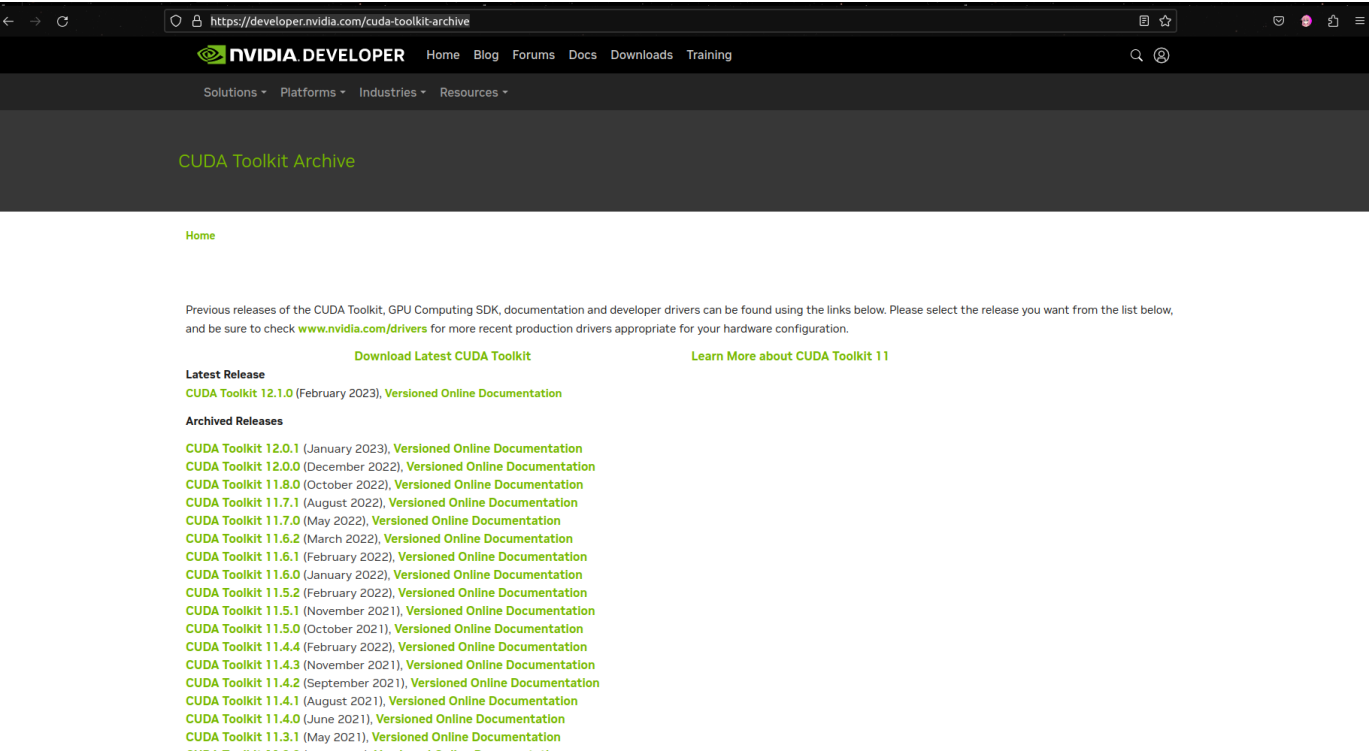 https://developer.nvidia.com/cuda-toolkit-archive
NVIDIA.DEVELOPER Home Blog Forums Docs Downloads Training
Solutions Platforms Industries Resources
CUDA Toolkit Archive
Home
Previous releases of the CUDA Toolkit, GPU Computing SDK, documentation and developer drivers can be found using the links below. Please select the release you want from the list below,
and be sure to check www.nvidia.com/drivers for more recent production drivers appropriate for your hardware configuration.
Download Latest CUDA Toolkit Learn More about CUDA Toolkit 11
Latest Release
CUDA Toolkit 12.1.0 (February 2023), Versioned Online Documentation
Archived Releases
CUDA Toolkit 12.0.1 (January 2023), Versioned Online Documentation
CUDA Toolkit 12.0.0 (December 2022), Versioned Online Documentation
CUDA Toolkit 11.8.0 (October 2022), Versioned Online Documentation
CUDA Toolkit 11.7.1 (August 2022), Versioned Online Documentation
CUDA Toolkit 11.7.0 (May 2022), Versioned Online Documentation
CUDA Toolkit 11.6.2 (March 2022), Versioned Online Documentation
CUDA Toolkit 11.6.1 (February 2022), Versioned Online Documentation
CUDA Toolkit 11.6.0 (January 2022), Versioned Online Documentation
CUDA Toolkit 11.5.2 (February 2022), Versioned Online Documentation
CUDA Toolkit 11.5.1 (November 2021), Versioned Online Documentation
CUDA Toolkit 11.5.0 (October 2021), Versioned Online Documentation
CUDA Toolkit 11.4.4 (February 2022), Versioned Online Documentation
CUDA Toolkit 11.4.3 (November 2021), Versioned Online Documentation
CUDA Toolkit 11.4.2 (September 2021), Versioned Online Documentation
CUDA Toolkit 11.4.1 (August 2021), Versioned Online Documentation
CUDA Toolkit 11.4.0 (June 2021), Versioned Online Documentation
CUDA Toolkit 11.3.1 (May 2021), Versioned Online Documentation